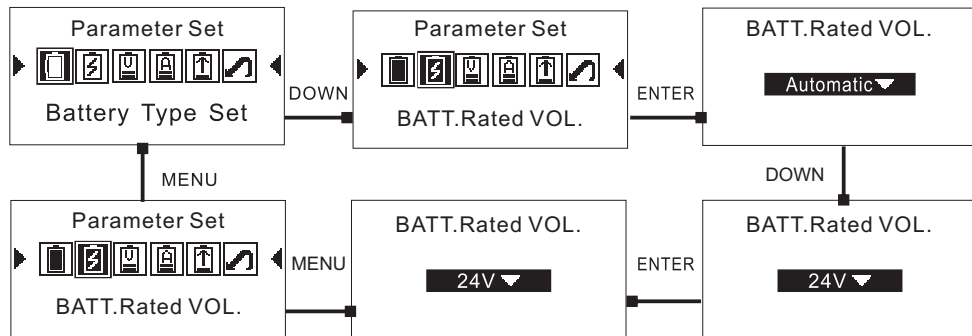 Parameter Set
Battery Type Set
DOWN
Parameter Set
BATT.Rated VOL.
ENTER
BATT.Rated VOL.
Automatic
MENU
DOWN
Parameter Set
BATT.Rated VOL.
MENU
BATT.Rated VOL.
24V
ENTER
BATT.Rated VOL.
24V